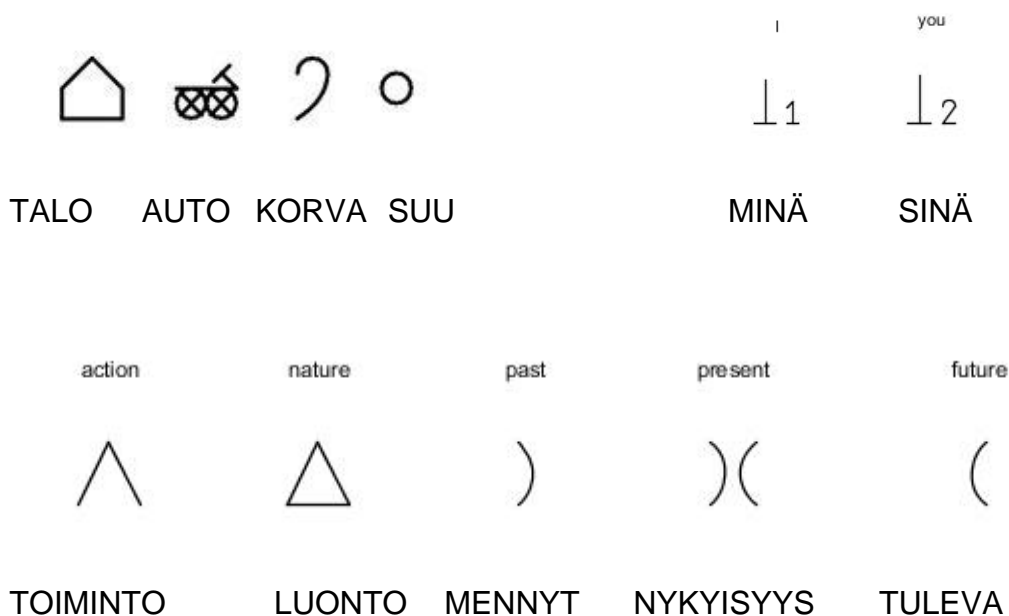 I you
1 2
TALO AUTO KORVA SUU MINÄ SINÄ
action nature past present future
TOIMINTO LUONTO MENNYT NYKYISYYS TULEVA